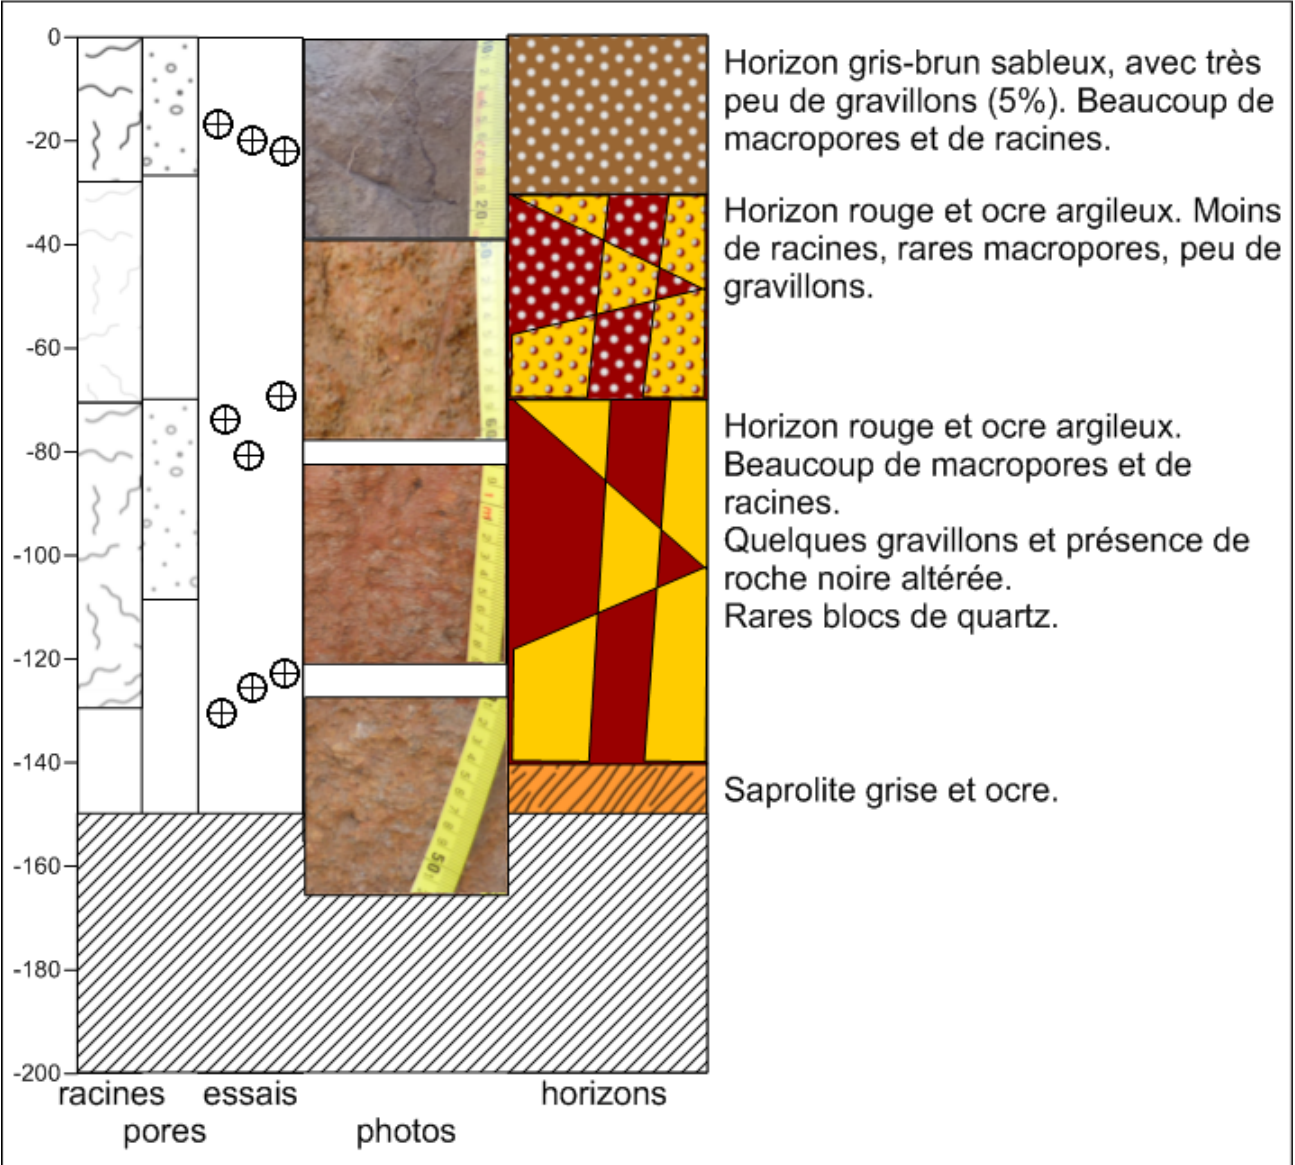 0
-20
-40
-60
-80
-100
-120
-140
-160
-180
-200
Horizon gris-brun sableux, avec très
peu de gravillons (5%). Beaucoup de
macropores et de racines.
Horizon rouge et ocre argileux. Moins
de racines, rares macropores, peu de
gravillons.
Horizon rouge et ocre argileux.
Beaucoup de macropores et de
racines.
Quelques gravillons et présence de
roche noire altérée.
Rares blocs de quartz.
Saprolite grise et ocre.
20
60
50
racines
essais
horizons
pores
photos